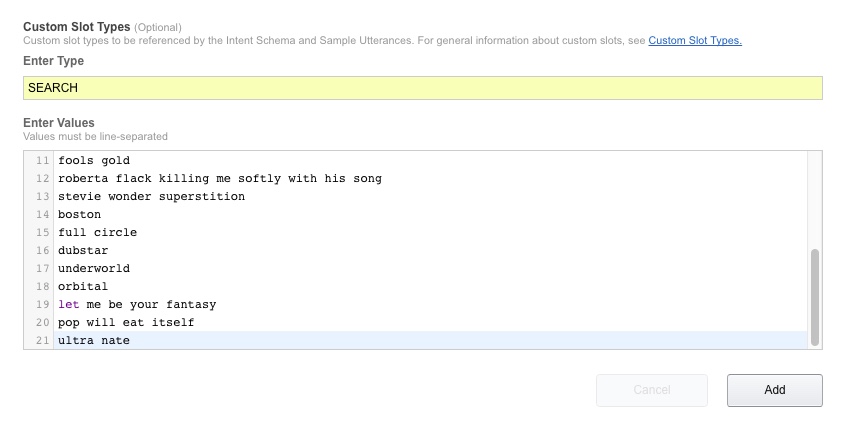 Custom Slot Types (Optional)
Custom slot types to be referenced by the Intent Schema and Sample Utterances. For general information about custom slots, see Custom Slot Types.
Enter Type
SEARCH
Enter Values
Values must be line-separated
11 fools gold
12 roberta flack killing me softly with his song
13 stevie wonder superstition
14 boston
15 full circle
16 dubstar
17 underworld
18 orbital
19 let me be your fantasy
20 pop will eat itself
21 ultra nate
Cancel Add